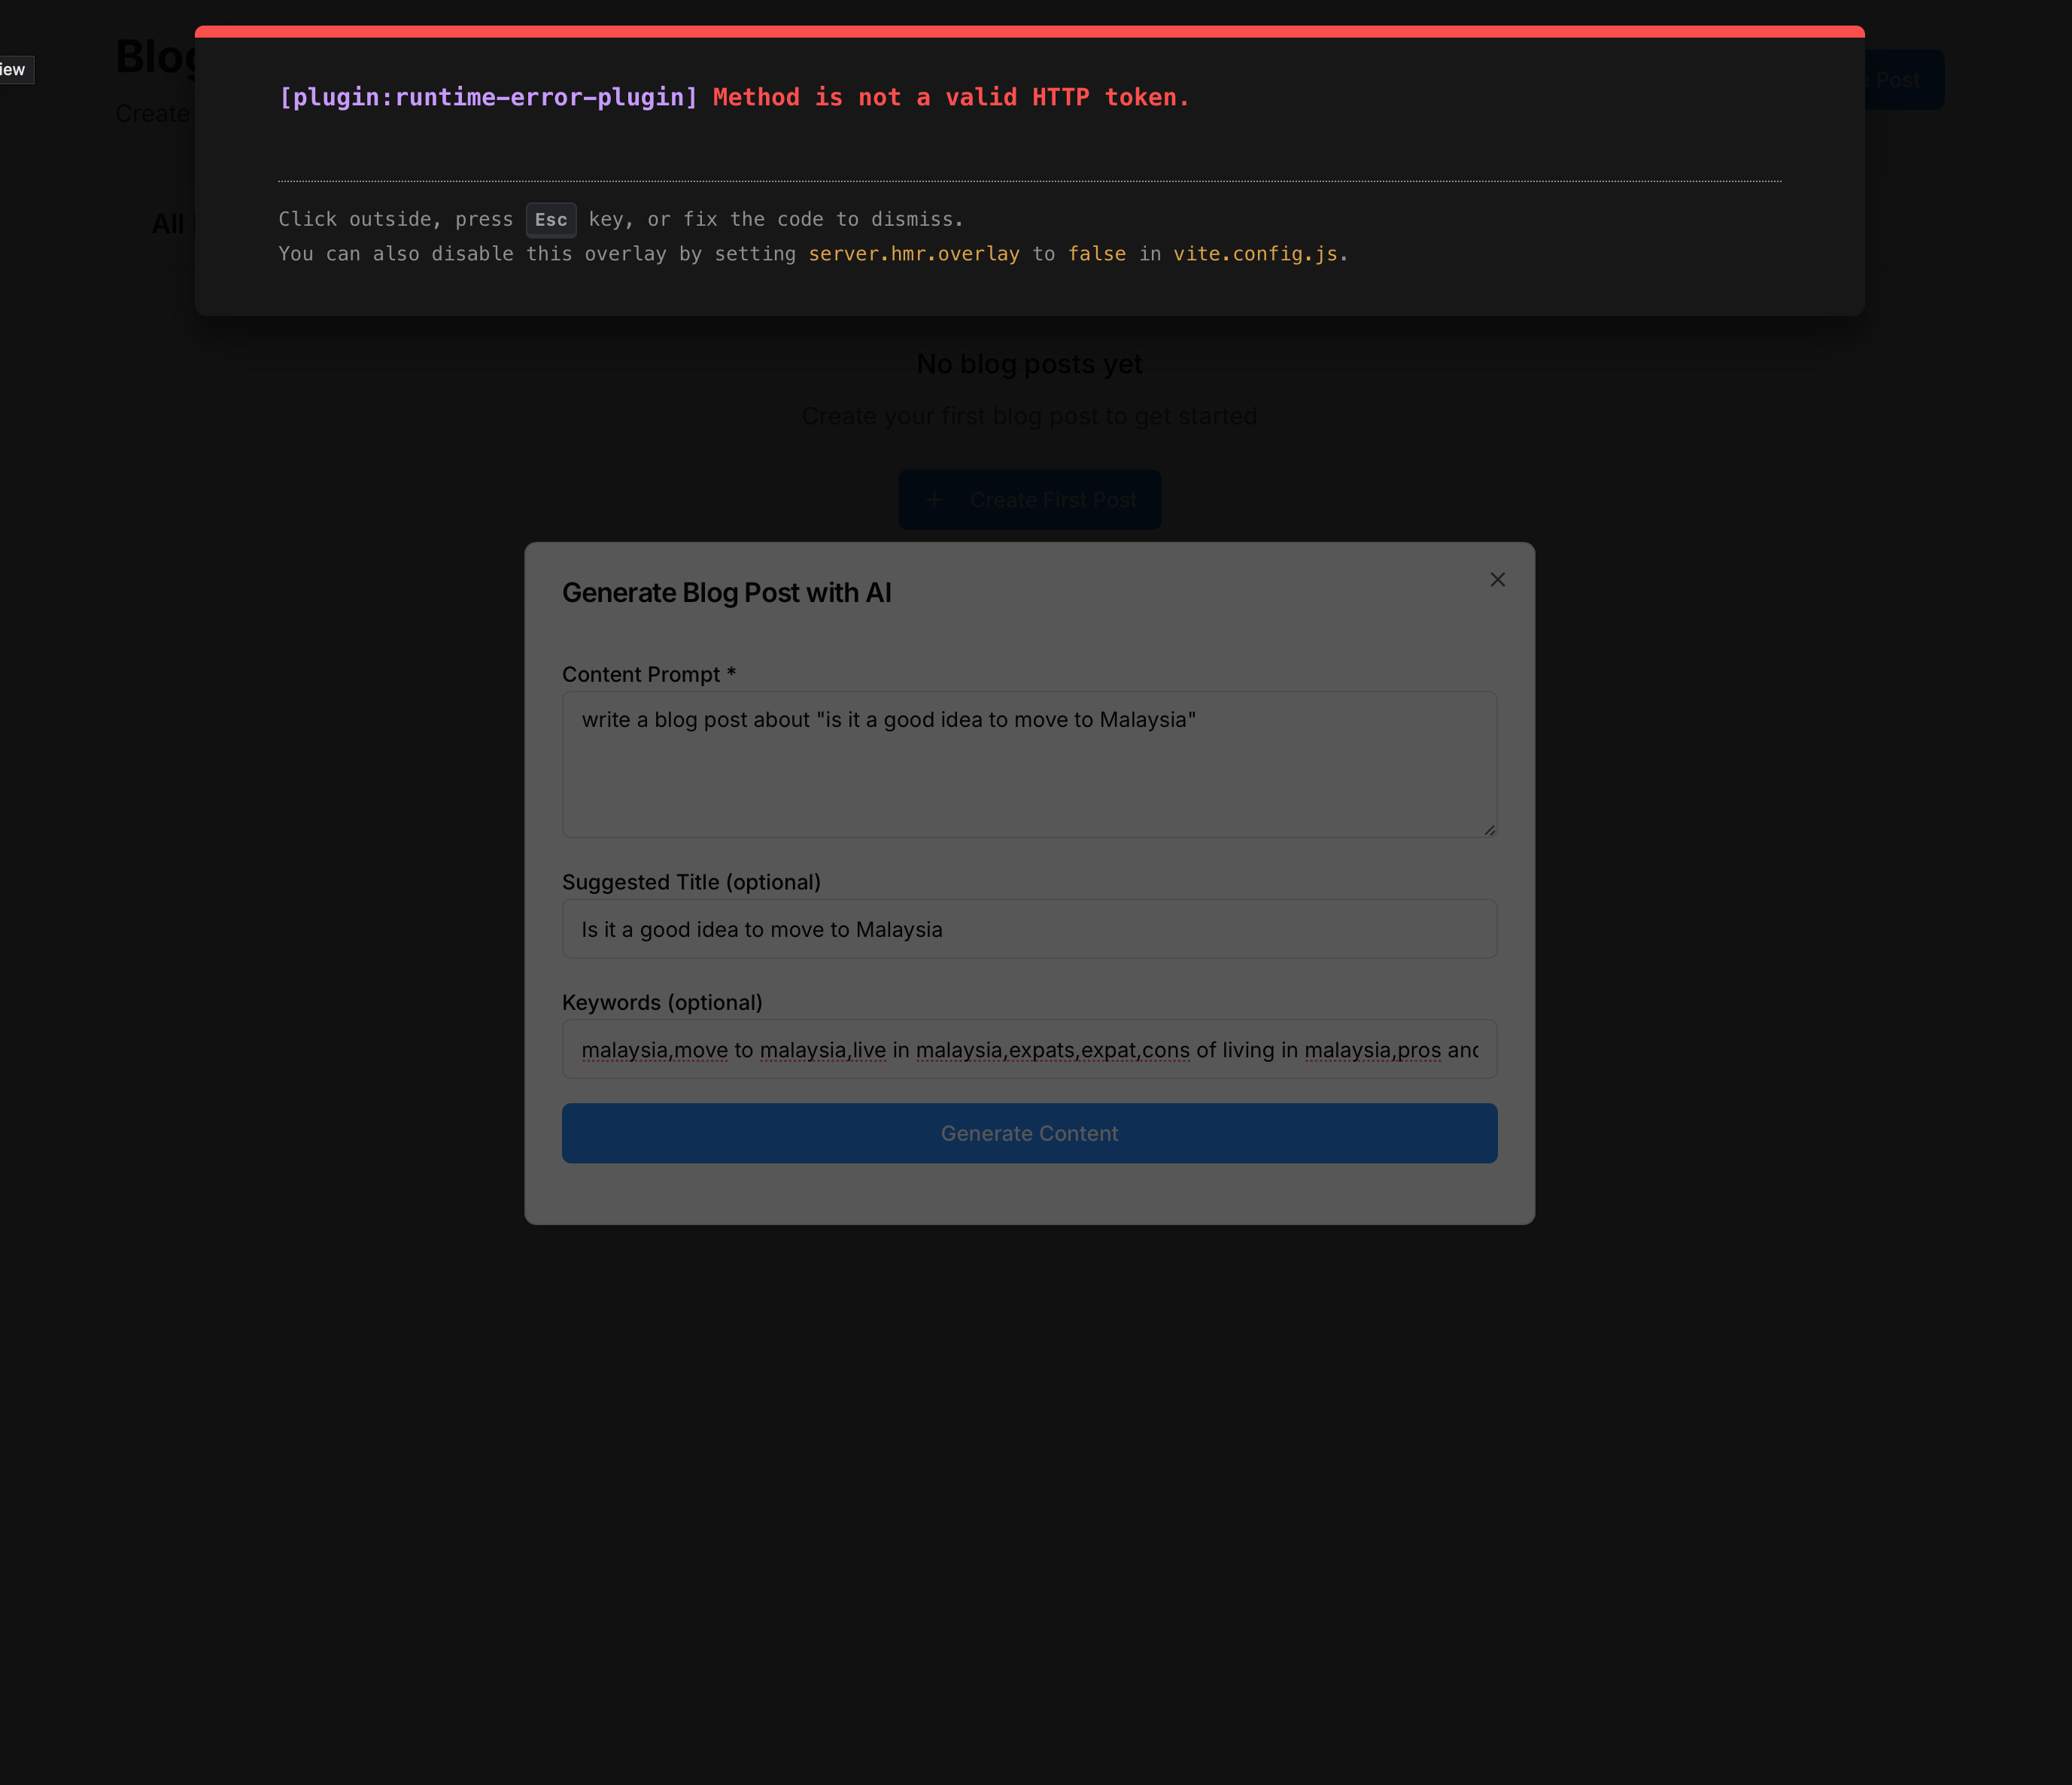 Blog
iew
e Post
Create
[plugin:runtime-error-plugin] Method is not a valid HTTP token.
Click outside, press Esc key, or fix the code to dismiss.
You can also disable this overlay by setting server.hmr.overlay to false in vite.config.js.
All
No blog posts yet
Create your first blog post to get started
+ Create First Post
Generate Blog Post with AI
Content Prompt *
write a blog post about "is it a good idea to move to Malaysia"
Suggested Title (optional)
Is it a good idea to move to Malaysia
Keywords (optional)
malaysia,move to malaysia,live in malaysia,expats,expat,cons of living in malaysia,pros and
Generate Content